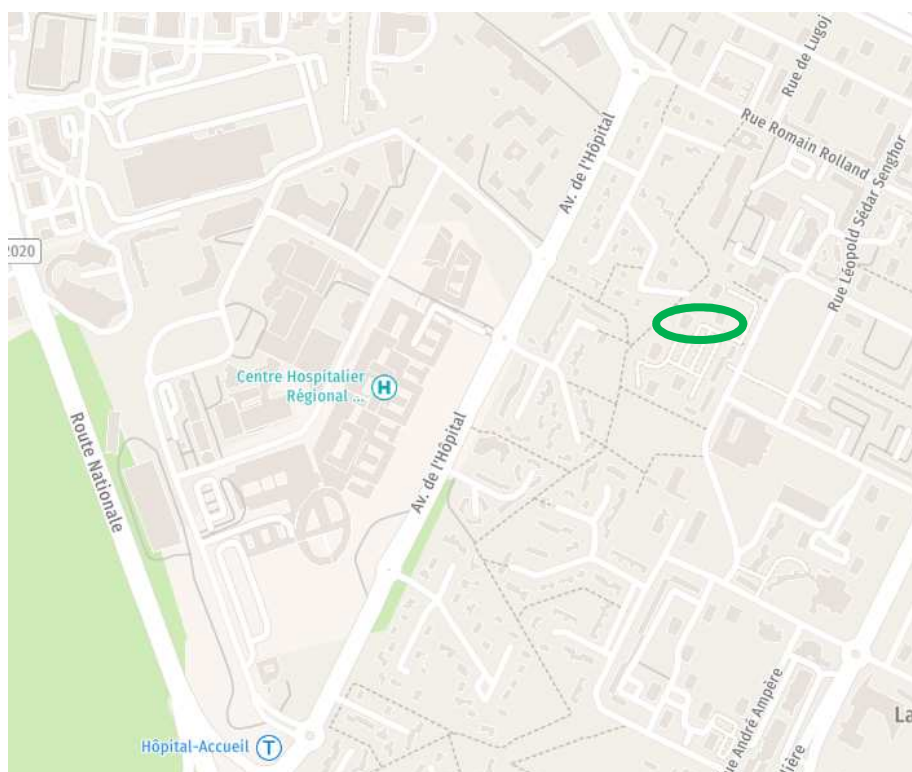 Rue de Lugoj
Av. de l'Hôpital
Rue Romain Rolland
Rue Léopold Sédar Senghor
2020
Centre Hospitalier
Régional ...
H
Route Nationale
Av. de l'Hôpital
Hôpital-Accueil T
Rue André Ampère
La
lière